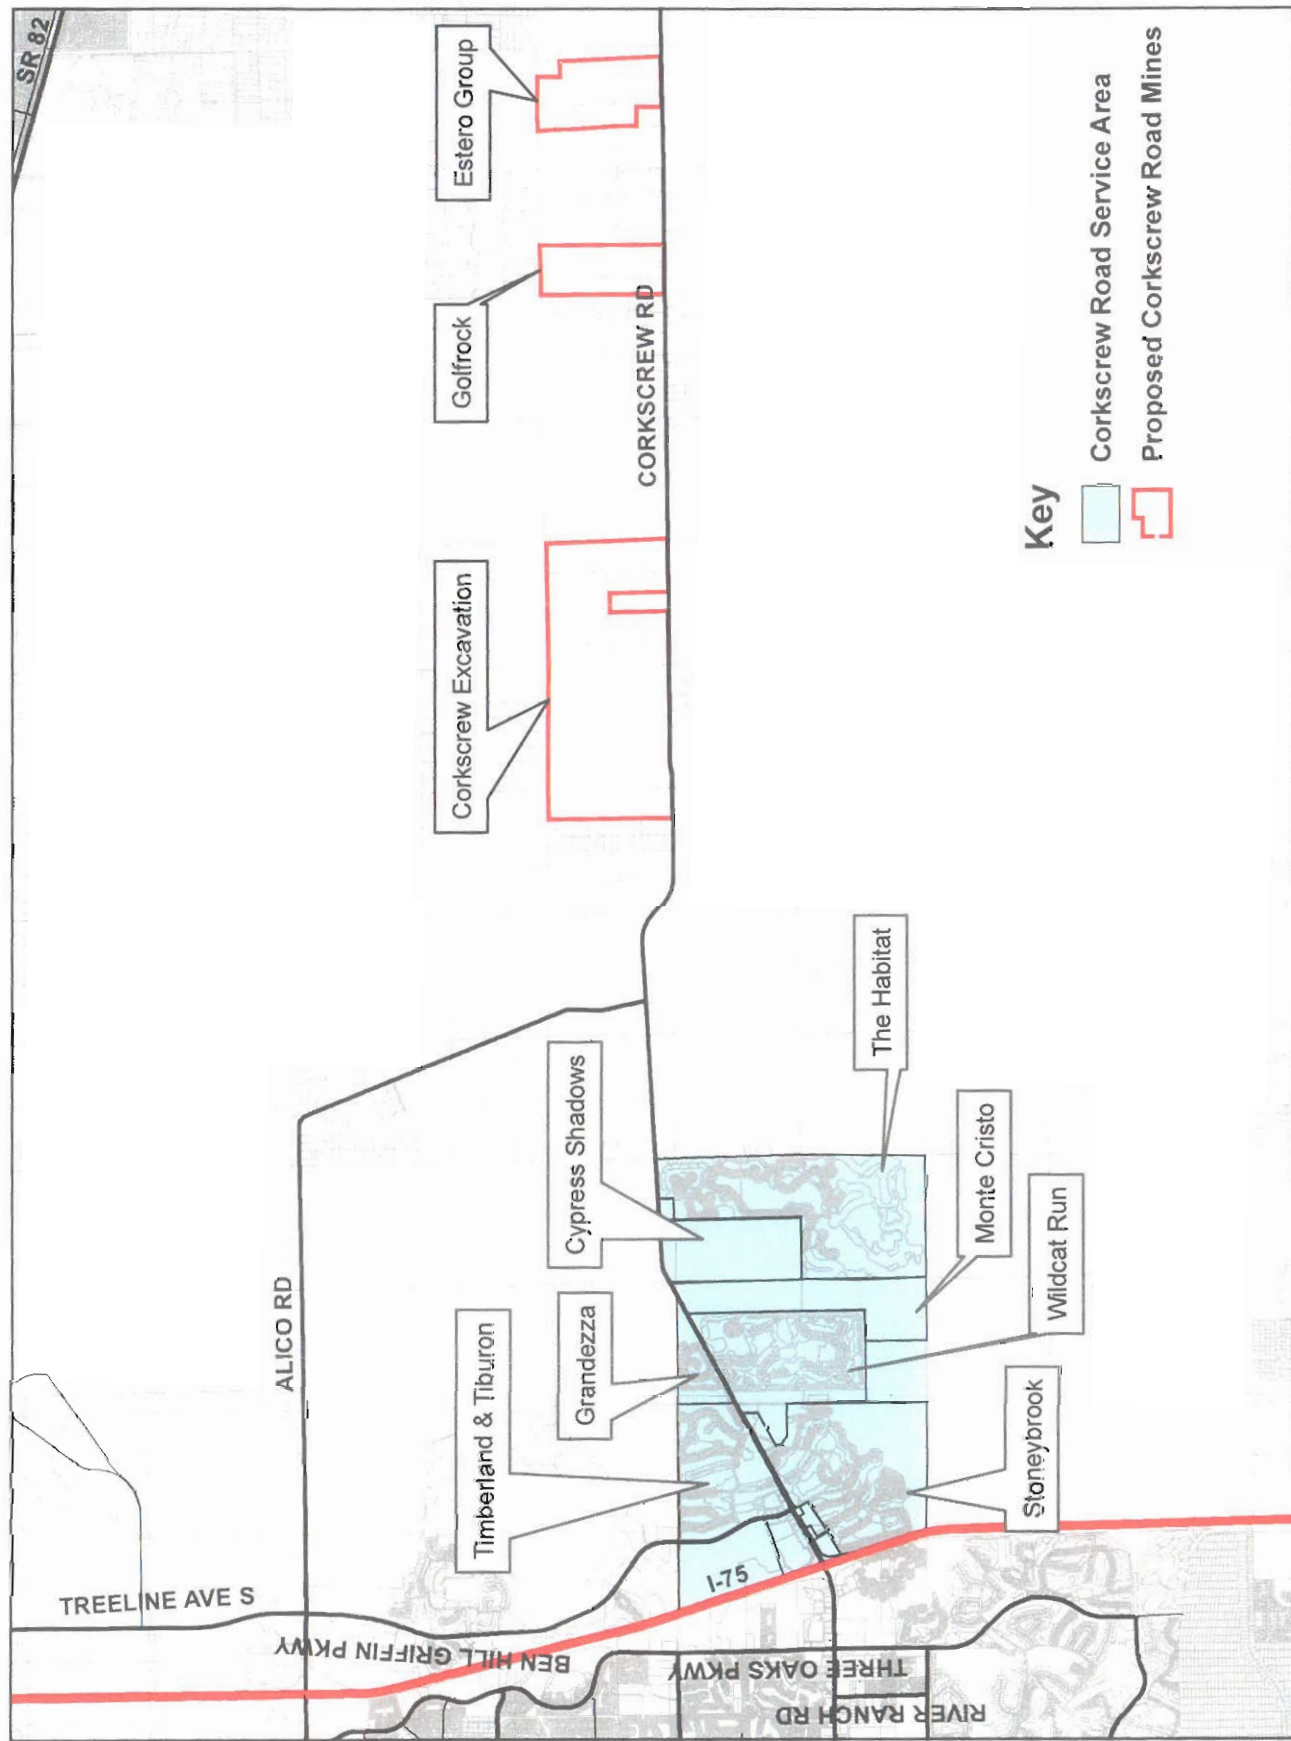 SR 82
Estero Group
Golfrock
CORKSCREW RD
Corkscrew Excavation
Key
Corkscrew Road Service Area
Proposed Corkscrew Road Mines
ALICO RD
Cypress Shadows
The Habitat
Monte Cristo
Wildcat Run
Grandezza
Timberland & Tiburon
Stoneybrook
TREELINE AVE S
BEN HILL GRIFFIN PKWY
I-75
THREE OAKS PKWY
RIVER RANCH RD